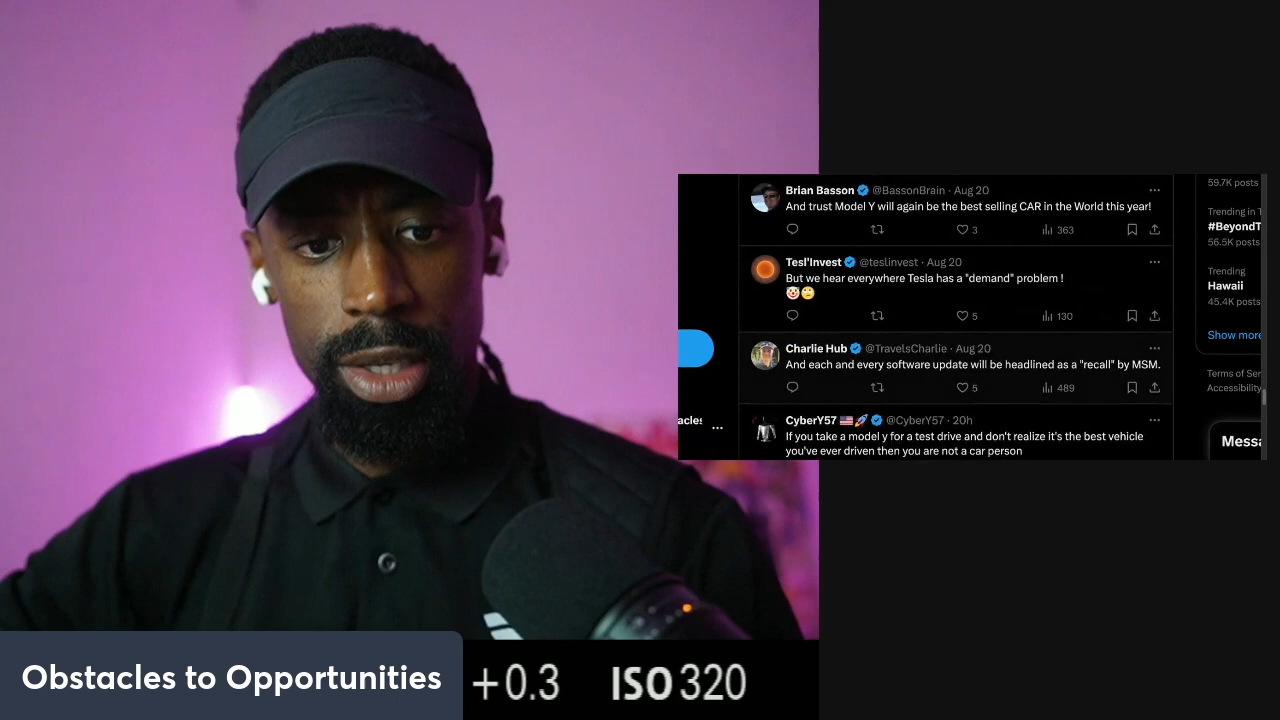 Brian Basson @BassonBrain · Aug 20
And trust Model Y will again be the best selling CAR in the World this year!
3 363
Tesl'Invest @teslinvest · Aug 20
But we hear everywhere Tesla has a "demand" problem !
🤡🙄
5 130
Charlie Hub @TravelsCharlie · Aug 20
And each and every software update will be headlined as a "recall" by MSM.
5 489
CyberY57 🇺🇸🚀 @CyberY57 · 20h
If you take a model y for a test drive and don't realize it's the best vehicle
you've ever driven then you are not a car person
acles ...
59.7K posts
Trending in T
#BeyondT
56.5K posts
Trending
Hawaii
45.4K posts
Show more
Terms of Ser
Accessibility
Messa
Obstacles to Opportunities
+0.3 ISO 320